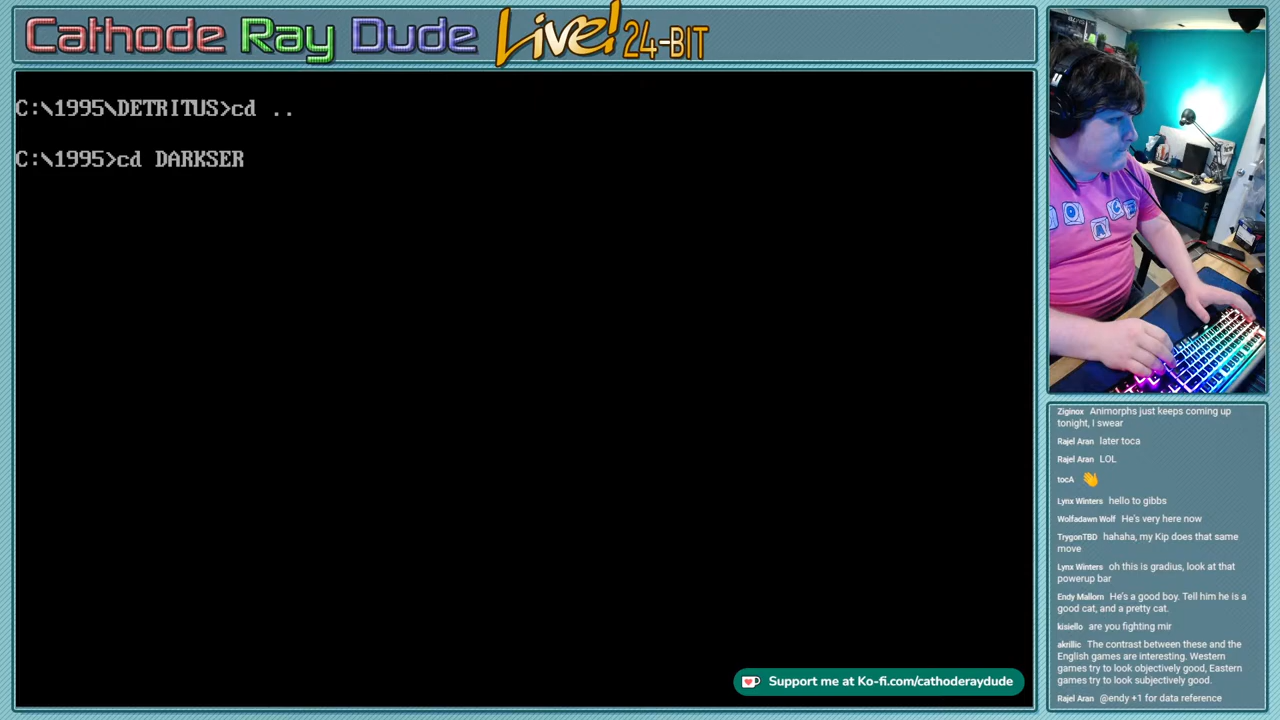 Cathode Ray Dude Live! 24-BIT
C:\1995\DETRITUS>cd ..
C:\1995>cd DARKSER
Ziginox Animorphs just keeps coming up
tonight, I swear
Rajel Aran later toca
Rajel Aran LOL
tocA 👋
Lynx Winters hello to gibbs
Wolfadawn Wolf He's very here now
TrygonTBD hahaha, my Kip does that same
move
Lynx Winters oh this is gradius, look at that
powerup bar
Endy Mallorn He's a good boy. Tell him he is a
good cat, and a pretty cat.
kisiello are you fighting mir
akrillic The contrast between these and the
English games are interesting. Western
games try to look objectively good, Eastern
games try to look subjectively good.
Rajel Aran @endy +1 for data reference
Support me at Ko-fi.com/cathoderaydude